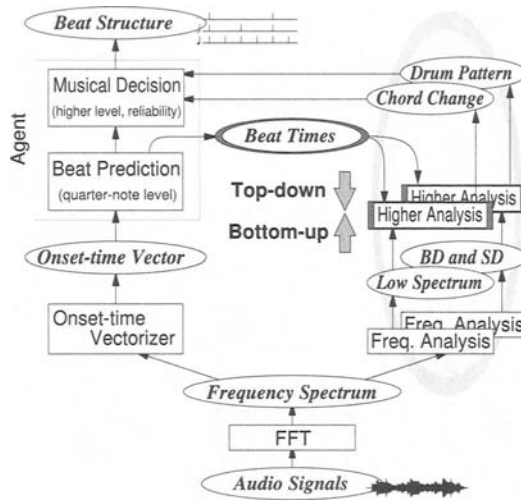 Beat Structure
Musical Decision
(higher level, reliability)
Drum Pattern
Chord Change
Agent
Beat Prediction
(quarter-note level)
Beat Times
Top-down
Bottom-up
Higher Analysis
Higher Analysis
Onset-time Vector
BD and SD
Low Spectrum
Onset-time
Vectorizer
Freq. Analysis
Freq. Analysis
Frequency Spectrum
FFT
Audio Signals